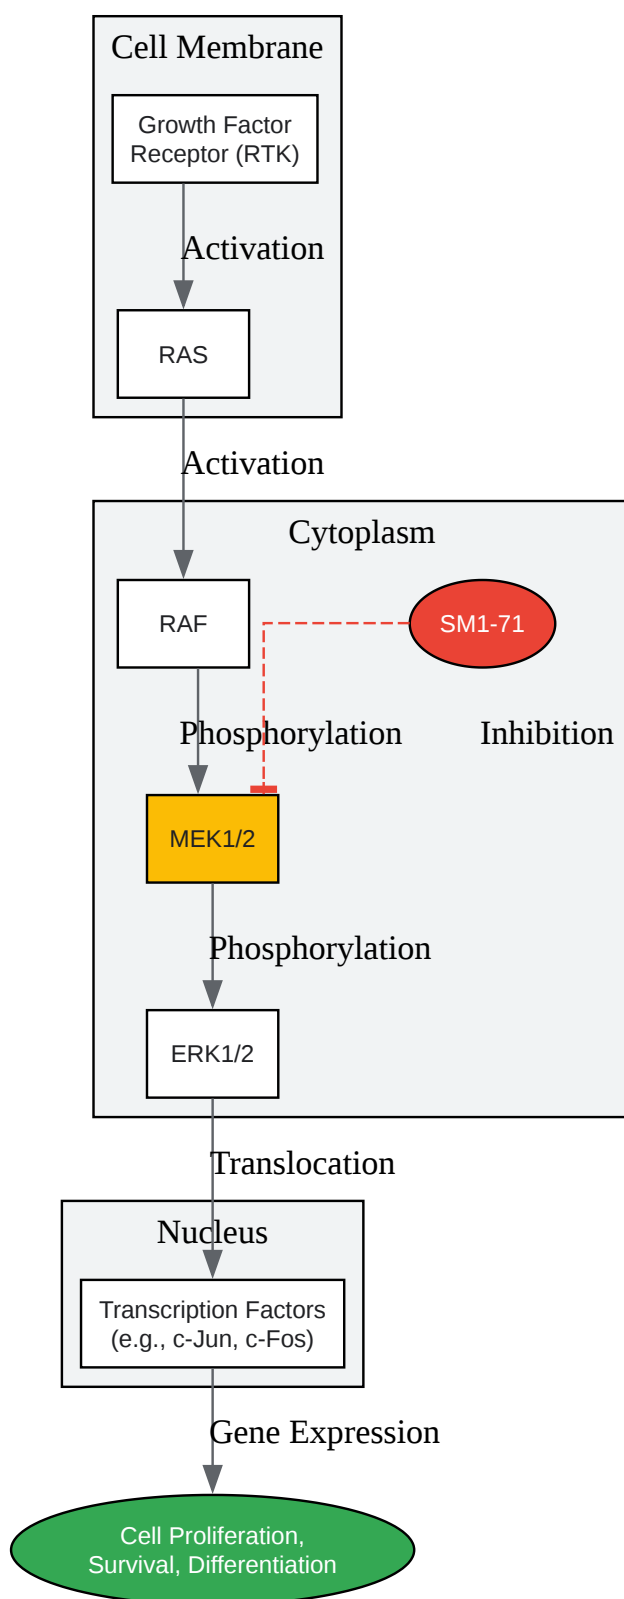 Cell Membrane
Growth Factor
Receptor (RTK)
Activation
RAS
Activation
Cytoplasm
RAF
SM1-71
Phosphorylation
Inhibition
MEK1/2
Phosphorylation
ERK1/2
Translocation
Nucleus
Transcription Factors
(e.g., c-Jun, c-Fos)
Gene Expression
Cell Proliferation,
Survival, Differentiation